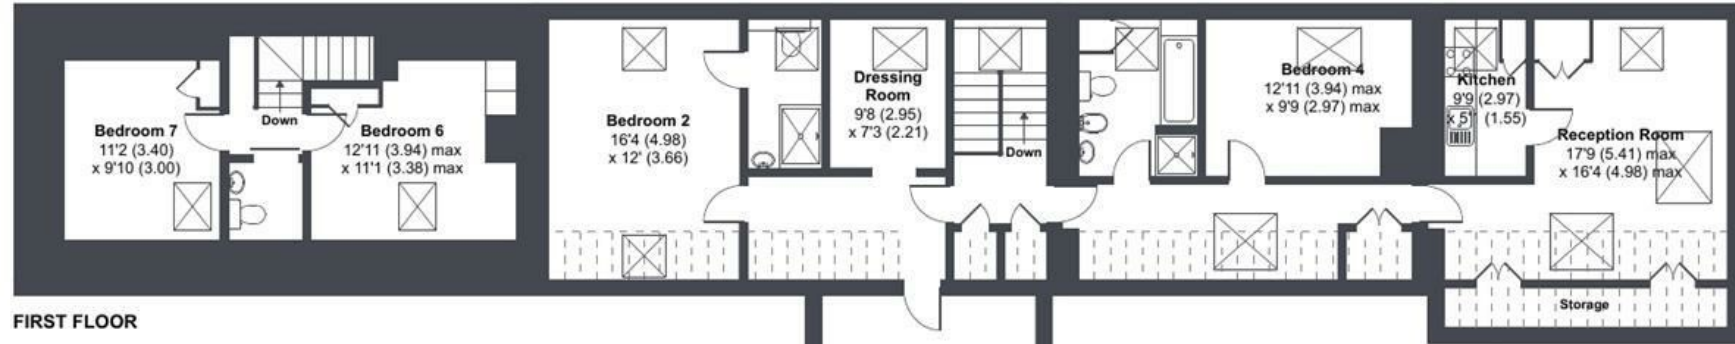 Bedroom 7
11'2 (3.40)
x 9'10 (3.00)
Down
Bedroom 6
12'11 (3.94) max
x 11'1 (3.38) max
Bedroom 2
16'4 (4.98)
x 12' (3.66)
Dressing
Room
9'8 (2.95)
x 7'3 (2.21)
Down
Bedroom 4
12'11 (3.94) max
x 9'9 (2.97) max
Kitchen
9'9 (2.97)
x 5'1 (1.55)
Reception Room
17'9 (5.41) max
x 16'4 (4.98) max
Storage
FIRST FLOOR